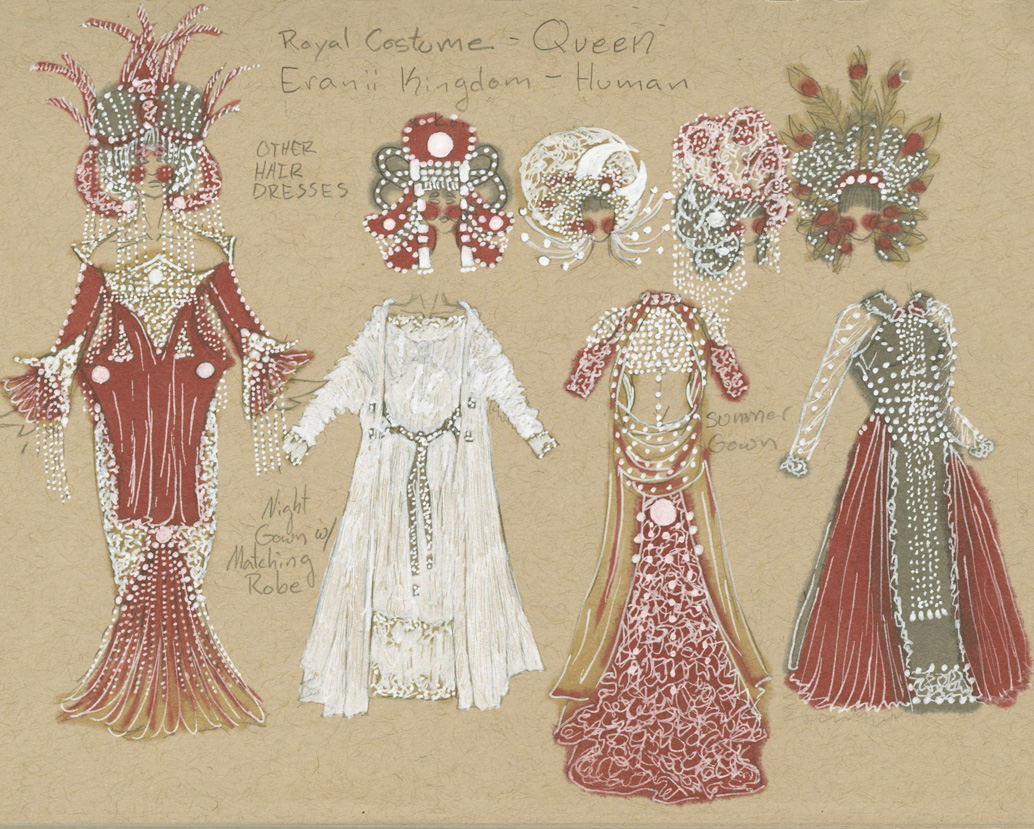 Royal Costume - Queen
Eranii Kingdom - Human
OTHER
HAIR
DRESSES
Summer
Gown
Night
Gown w/
Matching
Robe